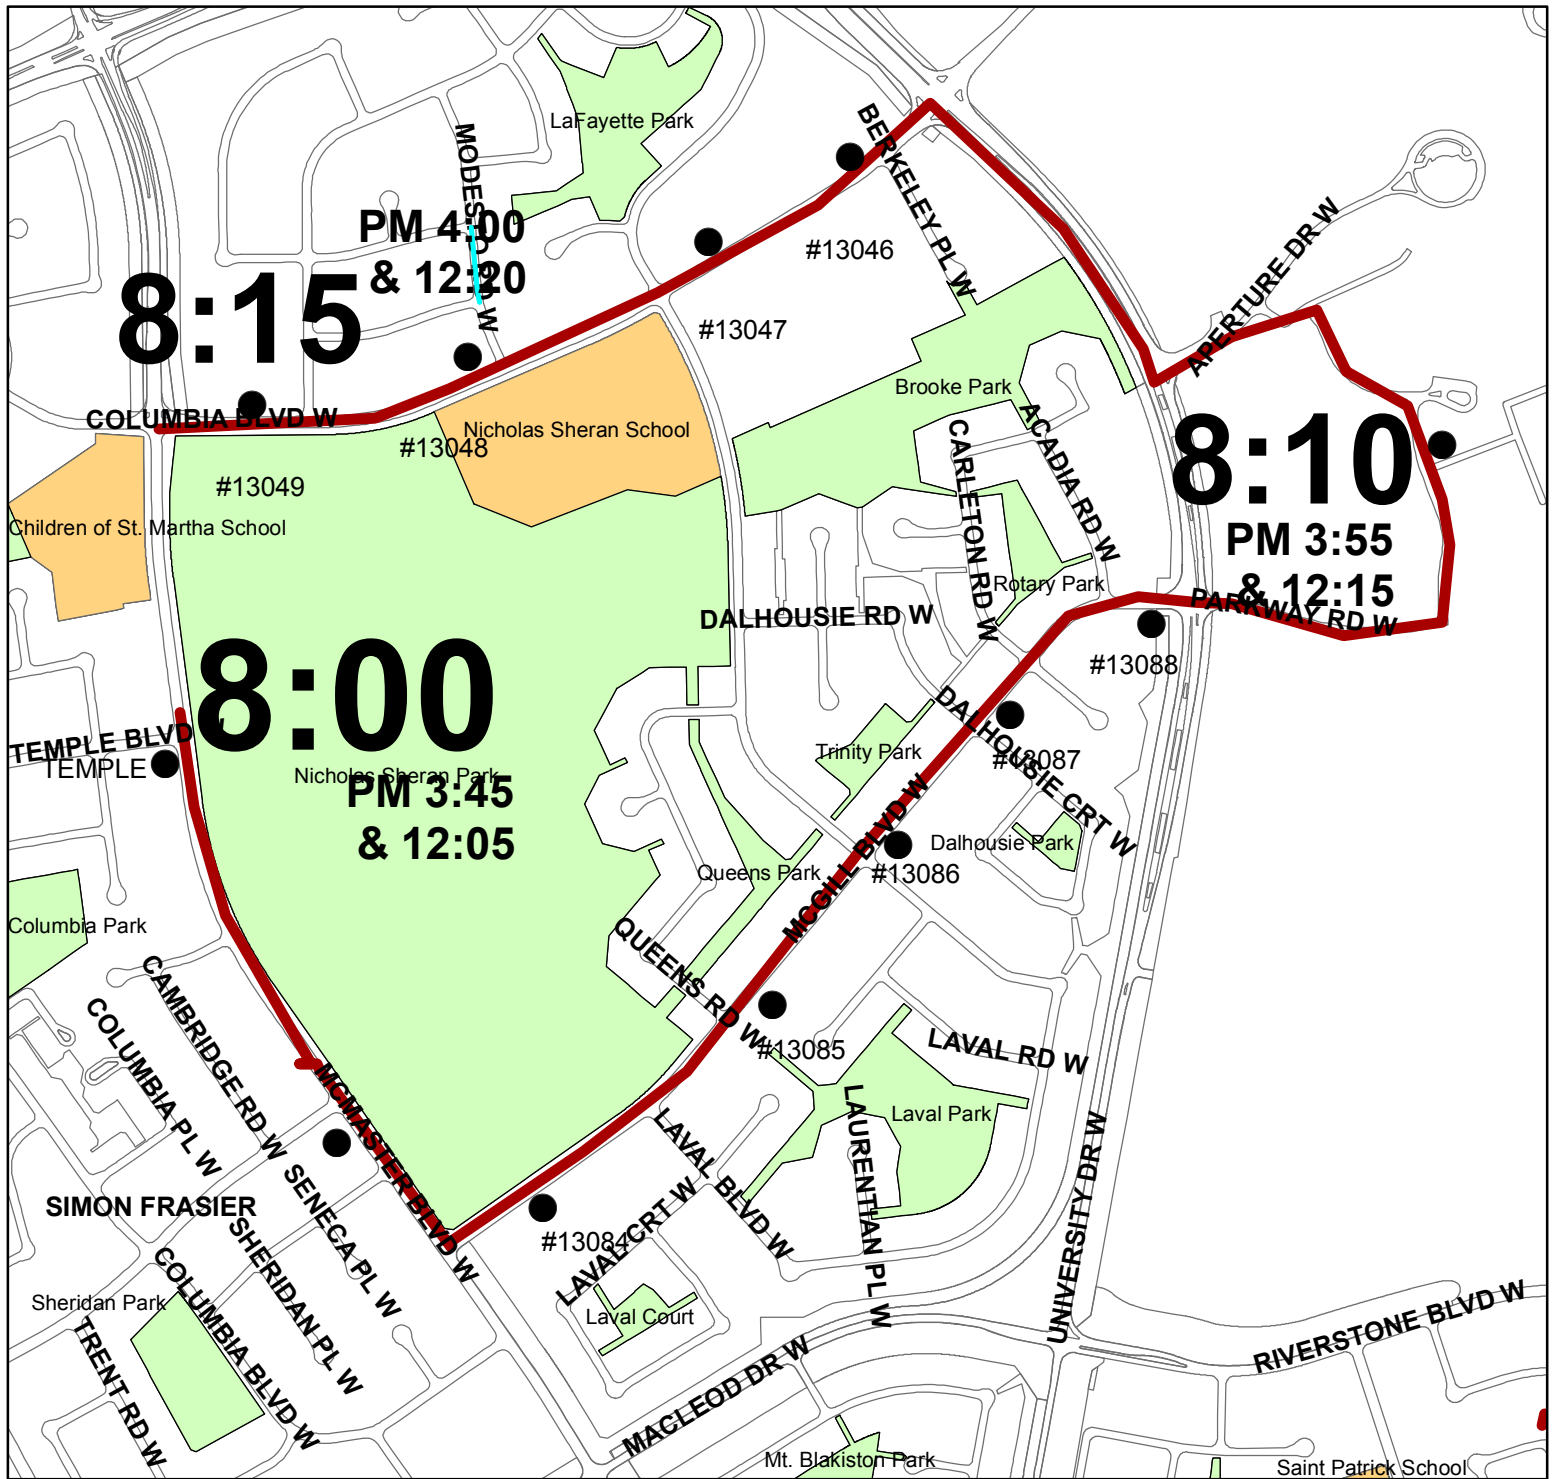 LaFayette Park
BERKELEY PL W
PM 4:00
& 12:20
8:15
#13046
APERTURE DR W
#13047
COLUMBIA BLVD W
Nicholas Sheran School
#13048
#13049
Brooke Park
ACADIA RD W
CARLETON RD W
8:10
PM 3:55
& 12:15
PARKWAY RD W
Children of St. Martha School
Rotary Park
DALHOUSIE RD W
#13088
8:00
PM 3:45
& 12:05
TEMPLE BLVD
TEMPLE
Nicholas Sheran Park
Trinity Park
#13087
DALHOUSIE CRT W
Dalhousie Park
MCGILL BLVD W
#13086
Queens Park
Columbia Park
QUEENS RD W
#13085
LAVAL RD W
CAMBRIDGE RD W
COLUMBIA PL W
MCMASTER BLVD W
Laval Park
LAURENTIAN PL W
LAVAL BLVD W
UNIVERSITY DR W
SIMON FRASIER
SENECA PL W
SHERIDAN PL W
#13084
LAVAL CRT W
Laval Court
Sheridan Park
COLUMBIA BLVD W
TRENT RD W
RIVERSTONE BLVD W
MACLEOD DR W
Mt. Blakiston Park
Saint Patrick School